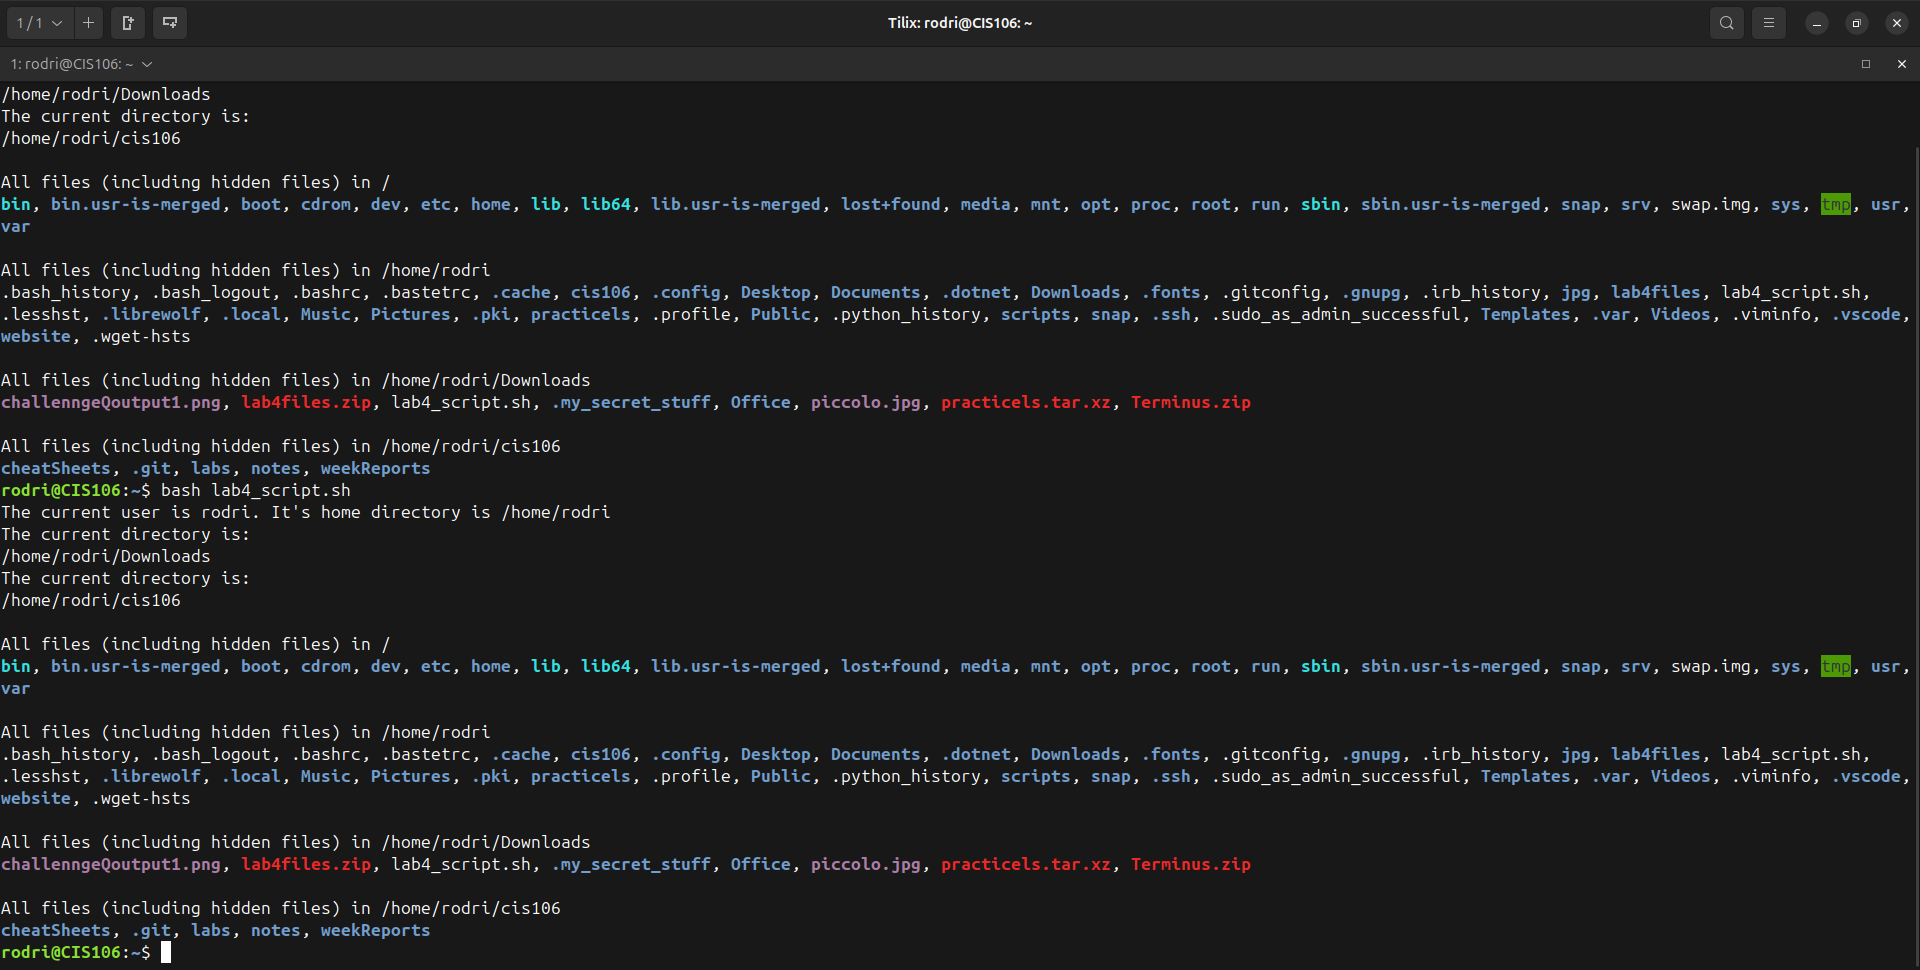 1 / 1
Tilix: rodri@CIS106: ~
1: rodri@CIS106: ~
/home/rodri/Downloads
The current directory is:
/home/rodri/cis106
All files (including hidden files) in /
bin, bin.usr-is-merged, boot, cdrom, dev, etc, home, lib, lib64, lib.usr-is-merged, lost+found, media, mnt, opt, proc, root, run, sbin, sbin.usr-is-merged, snap, srv, swap.img, sys, tmp, usr,
var
All files (including hidden files) in /home/rodri
.bash_history, .bash_logout, .bashrc, .bastetrc, .cache, cis106, .config, Desktop, Documents, .dotnet, Downloads, .fonts, .gitconfig, .gnupg, .irb_history, jpg, lab4files, lab4_script.sh,
.lesshst, .librewolf, .local, Music, Pictures, .pki, practicels, .profile, Public, .python_history, scripts, snap, .ssh, .sudo_as_admin_successful, Templates, .var, Videos, .viminfo, .vscode,
website, .wget-hsts
All files (including hidden files) in /home/rodri/Downloads
challenngeQoutput1.png, lab4files.zip, lab4_script.sh, .my_secret_stuff, Office, piccolo.jpg, practicels.tar.xz, Terminus.zip
All files (including hidden files) in /home/rodri/cis106
cheatSheets, .git, labs, notes, weekReports
rodri@CIS106:~$ bash lab4_script.sh
The current user is rodri. It's home directory is /home/rodri
The current directory is:
/home/rodri/Downloads
The current directory is:
/home/rodri/cis106
All files (including hidden files) in /
bin, bin.usr-is-merged, boot, cdrom, dev, etc, home, lib, lib64, lib.usr-is-merged, lost+found, media, mnt, opt, proc, root, run, sbin, sbin.usr-is-merged, snap, srv, swap.img, sys, tmp, usr,
var
All files (including hidden files) in /home/rodri
.bash_history, .bash_logout, .bashrc, .bastetrc, .cache, cis106, .config, Desktop, Documents, .dotnet, Downloads, .fonts, .gitconfig, .gnupg, .irb_history, jpg, lab4files, lab4_script.sh,
.lesshst, .librewolf, .local, Music, Pictures, .pki, practicels, .profile, Public, .python_history, scripts, snap, .ssh, .sudo_as_admin_successful, Templates, .var, Videos, .viminfo, .vscode,
website, .wget-hsts
All files (including hidden files) in /home/rodri/Downloads
challenngeQoutput1.png, lab4files.zip, lab4_script.sh, .my_secret_stuff, Office, piccolo.jpg, practicels.tar.xz, Terminus.zip
All files (including hidden files) in /home/rodri/cis106
cheatSheets, .git, labs, notes, weekReports
rodri@CIS106:~$